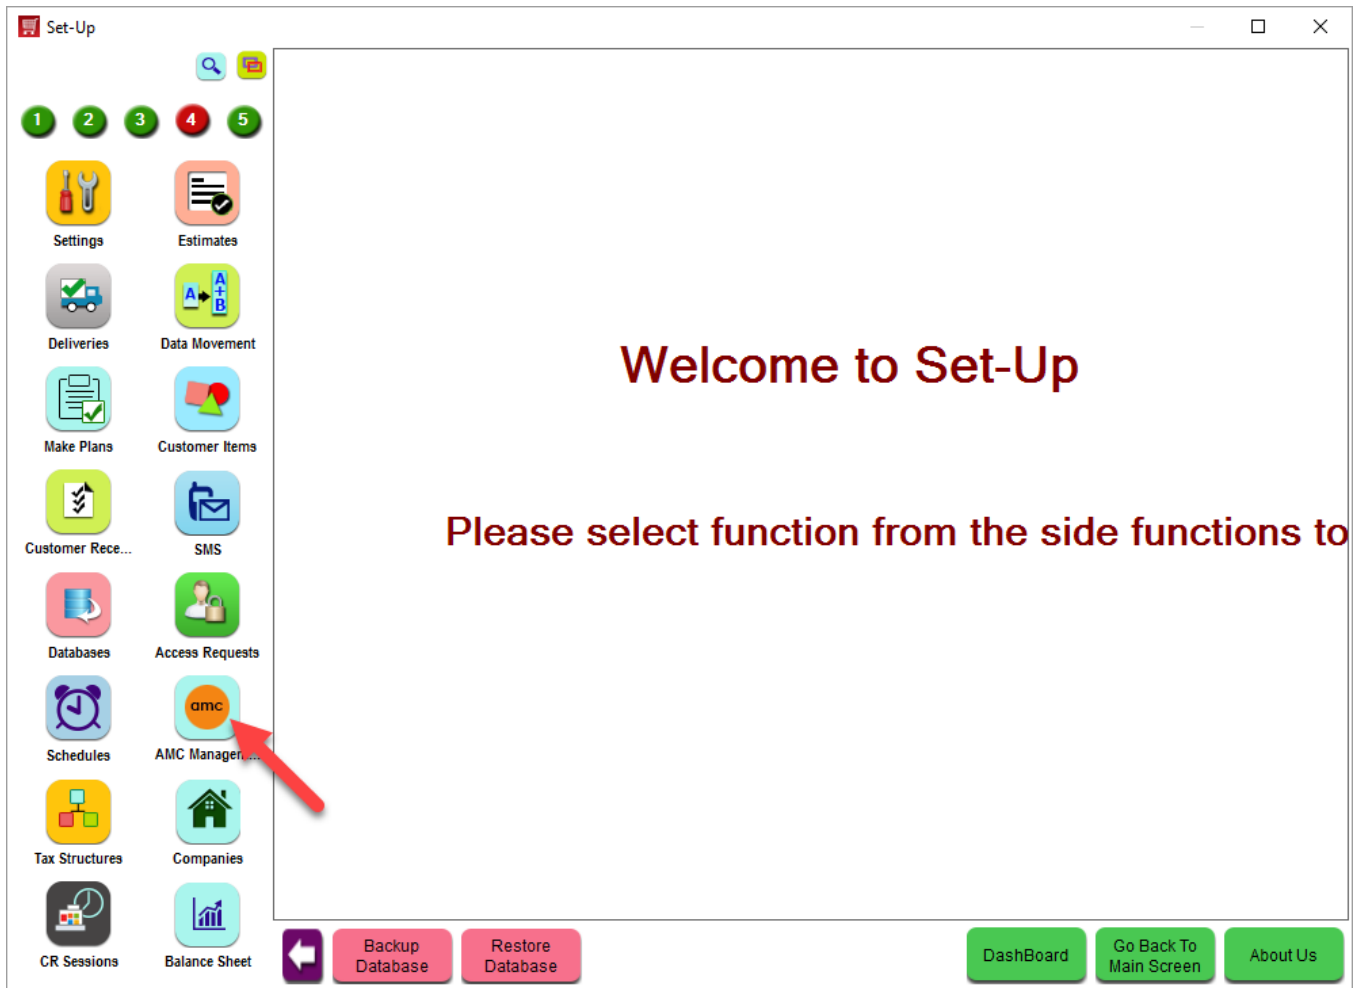 Set-Up
1 2 3 4 5
Settings
Estimates
A
A
+
B
Deliveries
Data Movement
Make Plans
Customer Items
Customer Rece...
SMS
Databases
Access Requests
amc
Schedules
AMC Managem...
Tax Structures
Companies
CR Sessions
Balance Sheet
Welcome to Set-Up
Please select function from the side functions to
Backup
Database
Restore
Database
DashBoard
Go Back To
Main Screen
About Us